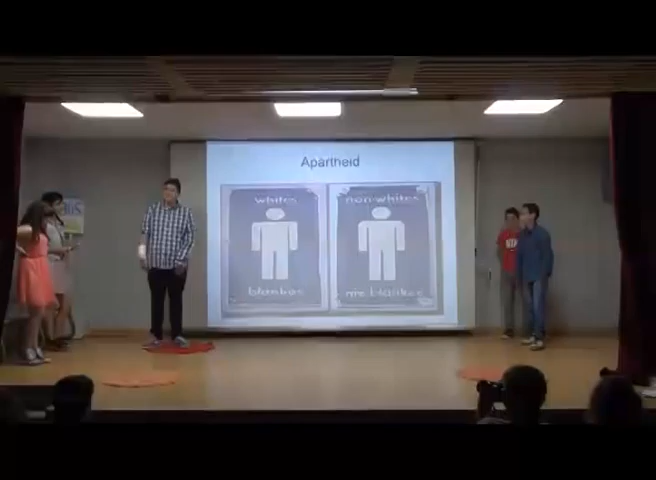 Apartheid
whites
non-whites
blankes
nie blankes